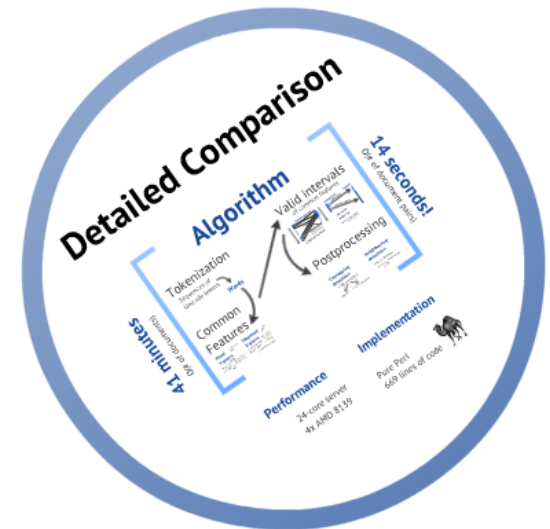 Detailed Comparison
Algorithm
Tokenization
Sequences of
Unicode letters
Words
Common
Features
Valid intervals
of common features
Postprocessing
41 minutes
O(# of documents)
14 seconds!
O(# of document pairs)
Performance
24-core server
4x AMD 8139
Implementation
Pure Perl
669 lines of code